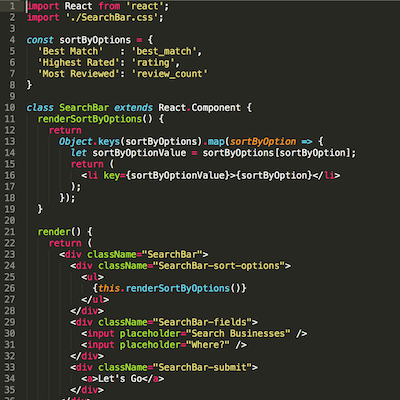 1 import React from 'react';
2 import './SearchBar.css';
3
4 const sortByOptions = {
5   'Best Match'   : 'best_match',
6   'Highest Rated': 'rating',
7   'Most Reviewed': 'review_count'
8 }
9
10 class SearchBar extends React.Component {
11   renderSortByOptions() {
12     return
13       Object.keys(sortByOptions).map(sortByOption => {
14         let sortByOptionValue = sortByOptions[sortByOption];
15         return (
16           <li key={sortByOptionValue}>{sortByOption}</li>
17         );
18       });
19   }
20
21   render() {
22     return (
23       <div className="SearchBar">
24         <div className="SearchBar-sort-options">
25           <ul>
26             {this.renderSortByOptions()}
27           </ul>
28         </div>
29         <div className="SearchBar-fields">
30           <input placeholder="Search Businesses" />
31           <input placeholder="Where?" />
32         </div>
33         <div className="SearchBar-submit">
34           <a>Let's Go</a>
35         </div>